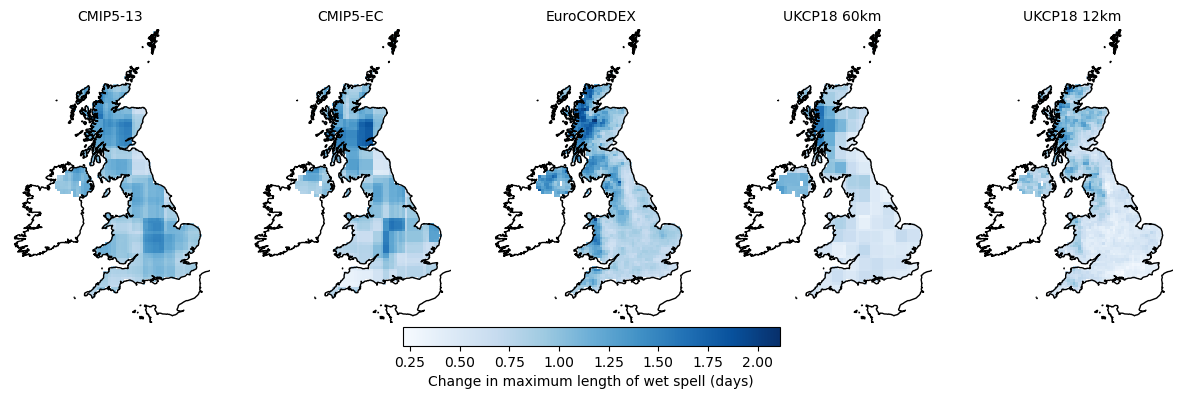 CMIP5-13 CMIP5-EC EuroCORDEX UKCP18 60km UKCP18 12km
0.25 0.50 0.75 1.00 1.25 1.50 1.75 2.00
Change in maximum length of wet spell (days)